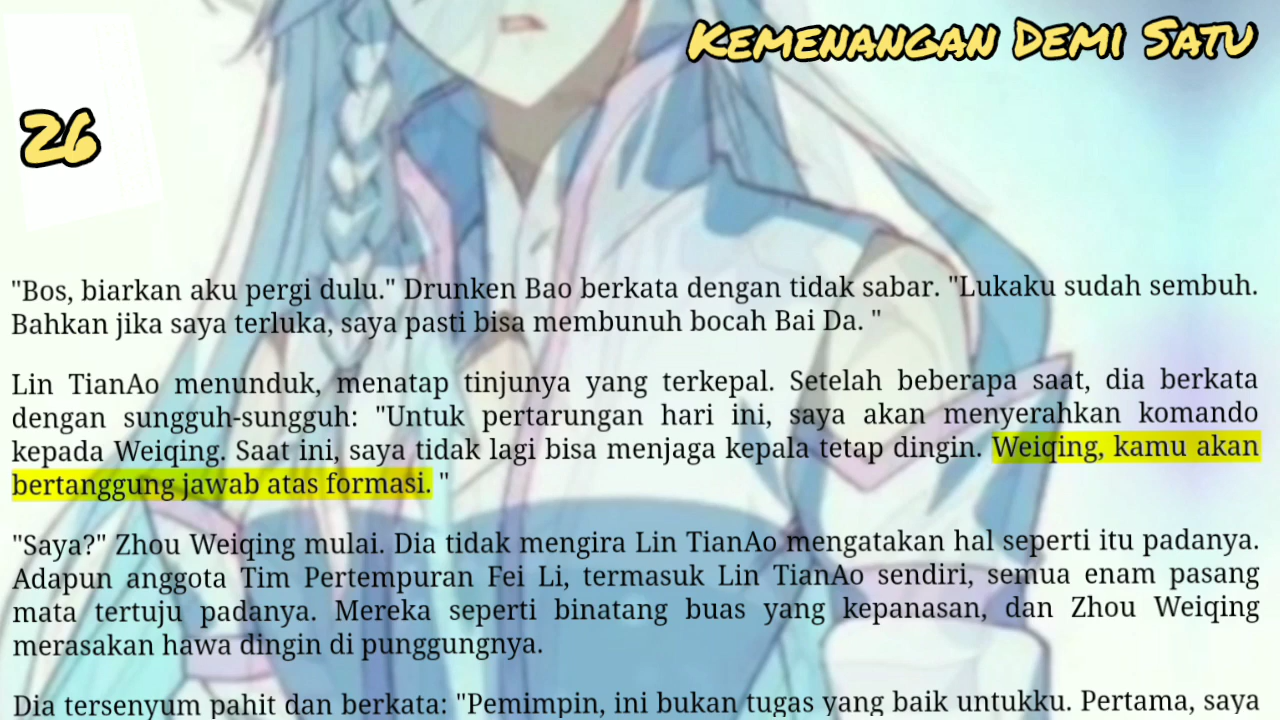 Kemenangan Demi Satu
26
"Bos, biarkan aku pergi dulu." Drunken Bao berkata dengan tidak sabar. "Lukaku sudah sembuh.
Bahkan jika saya terluka, saya pasti bisa membunuh bocah Bai Da. "
Lin TianAo menunduk, menatap tinjunya yang terkepal. Setelah beberapa saat, dia berkata
dengan sungguh-sungguh: "Untuk pertarungan hari ini, saya akan menyerahkan komando
kepada Weiqing. Saat ini, saya tidak lagi bisa menjaga kepala tetap dingin. Weiqing, kamu akan
bertanggung jawab atas formasi. "
"Saya?" Zhou Weiqing mulai. Dia tidak mengira Lin TianAo mengatakan hal seperti itu padanya.
Adapun anggota Tim Pertempuran Fei Li, termasuk Lin TianAo sendiri, semua enam pasang
mata tertuju padanya. Mereka seperti binatang buas yang kepanasan, dan Zhou Weiqing
merasakan hawa dingin di punggungnya.
Dia tersenyum pahit dan berkata: "Pemimpin, ini bukan tugas yang baik untukku. Pertama, saya